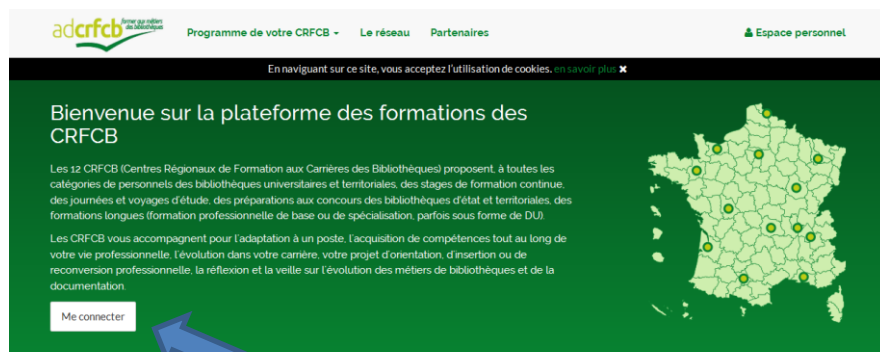 adcrfcb former aux métiers
des bibliothèques
Programme de votre CRFCB
Le réseau
Partenaires
Espace personnel
En naviguant sur ce site, vous acceptez l'utilisation de cookies. en savoir plus ✖
Bienvenue sur la plateforme des formations des
CRFCB
Les 12 CRFCB (Centres Régionaux de Formation aux Carrières des Bibliothèques) proposent, à toutes les
catégories de personnels des bibliothèques universitaires et territoriales, des stages de formation continue,
des journées et voyages d'étude, des préparations aux concours des bibliothèques d'état et territoriales, des
formations longues (formation professionnelle de base ou de spécialisation, parfois sous forme de DU).
Les CRFCB vous accompagnent pour l'adaptation à un poste, l'acquisition de compétences tout au long de
votre vie professionnelle, l'évolution dans votre carrière, votre projet d'orientation, d'insertion ou de
reconversion professionnelle, la réflexion et la veille sur l'évolution des métiers de bibliothèques et de la
documentation.
Me connecter